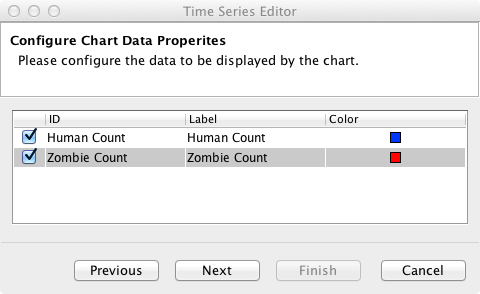 Time Series Editor
Configure Chart Data Properites
Please configure the data to be displayed by the chart.
ID Label Color
Human Count Human Count
Zombie Count Zombie Count
Previous Next Finish Cancel